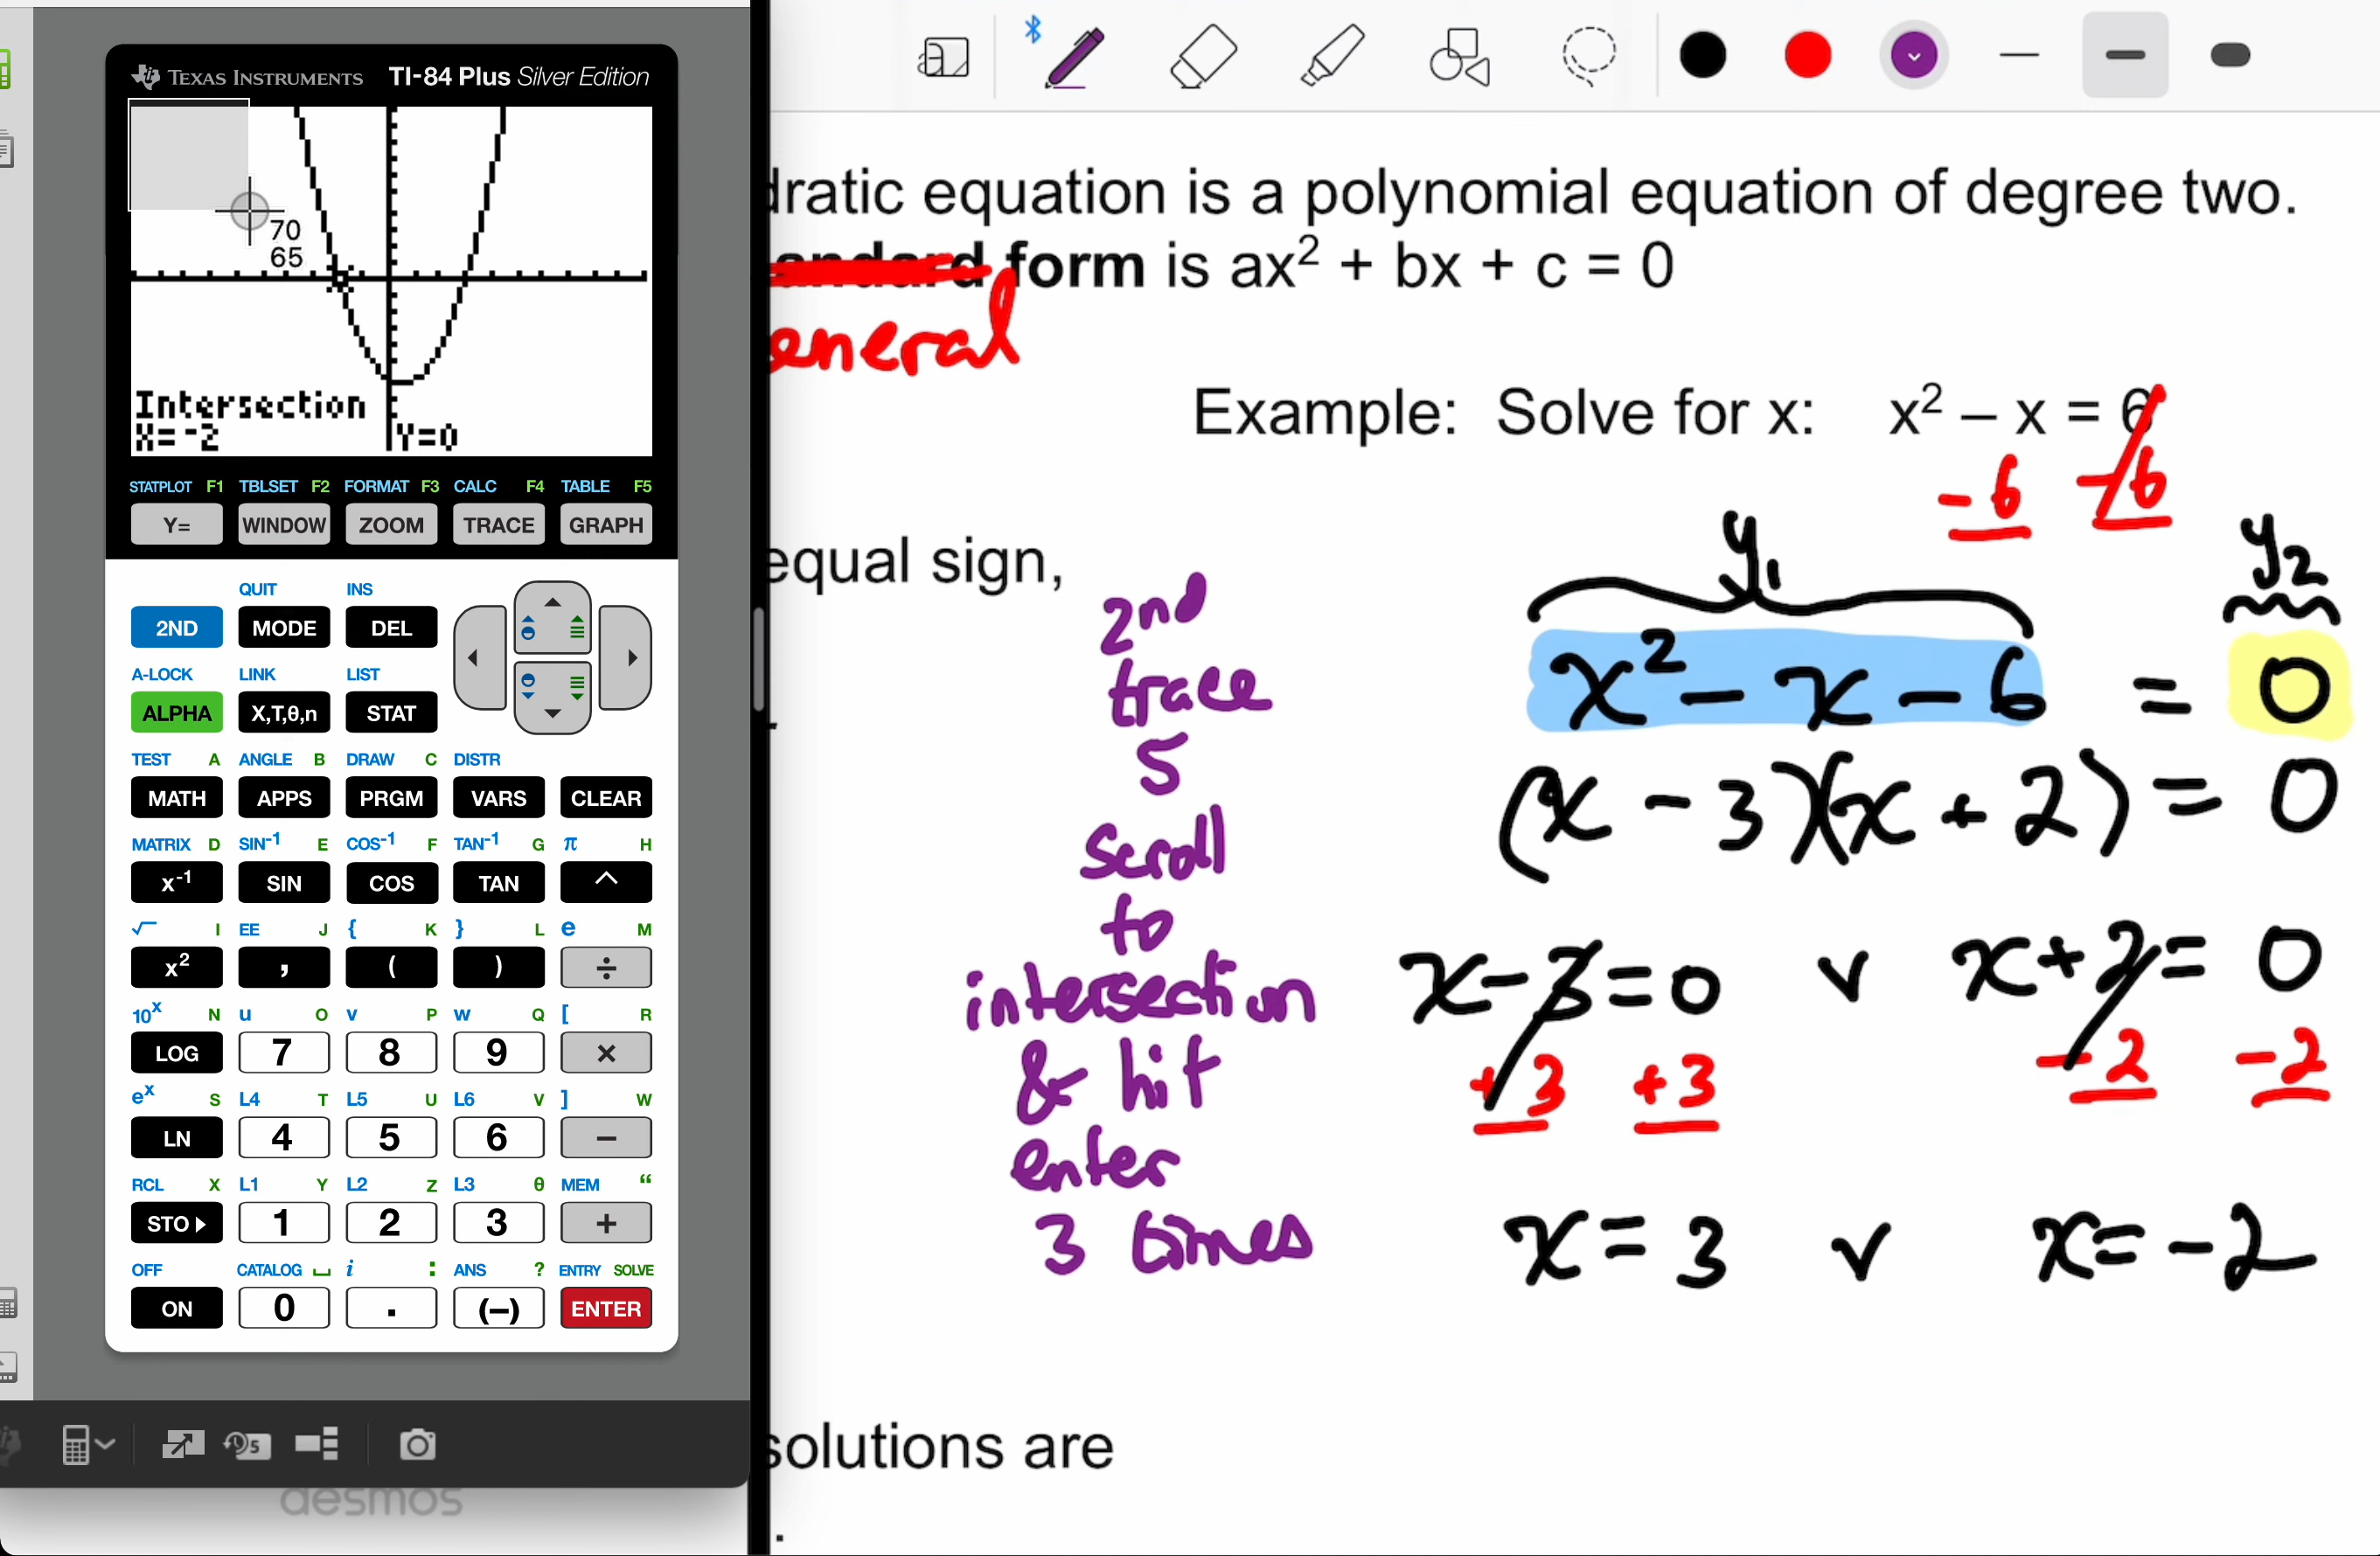 TEXAS INSTRUMENTS TI-84 Plus Silver Edition
70
65
Intersection
X=-2 Y=0
STATPLOT F1 TBLSET F2 FORMAT F3 CALC F4 TABLE F5
Y= WINDOW ZOOM TRACE GRAPH
QUIT INS
2ND MODE DEL
A-LOCK LINK LIST
ALPHA X,T,θ,n STAT
TEST A ANGLE B DRAW C DISTR
MATH APPS PRGM VARS CLEAR
MATRIX D SIN⁻¹ E COS⁻¹ F TAN⁻¹ G π H
x⁻¹ SIN COS TAN ^
√ I EE J { K } L e M
x² , ( ) ÷
10ˣ N u O v P w Q [ R
LOG 7 8 9 ×
eˣ S L4 T L5 U L6 V ] W
LN 4 5 6 −
RCL X L1 Y L2 Z L3 θ MEM “
STO▶ 1 2 3 +
OFF CATALOG ⎵ i : ANS ? ENTRY SOLVE
ON 0 . (−) ENTER
5
desmos
dratic equation is a polynomial equation of degree two.
andard form is ax² + bx + c = 0
eneral
Example: Solve for x: x² – x = 6
-6 -6
equal sign,
y₁ y₂
x² - x - 6 = 0
(x - 3)(x + 2) = 0
x - 3 = 0 v x + 2 = 0
+3 +3 -2 -2
x = 3 v x = -2
2nd
trace
5
scroll
to
intersection
& hit
enter
3 times
solutions are
.